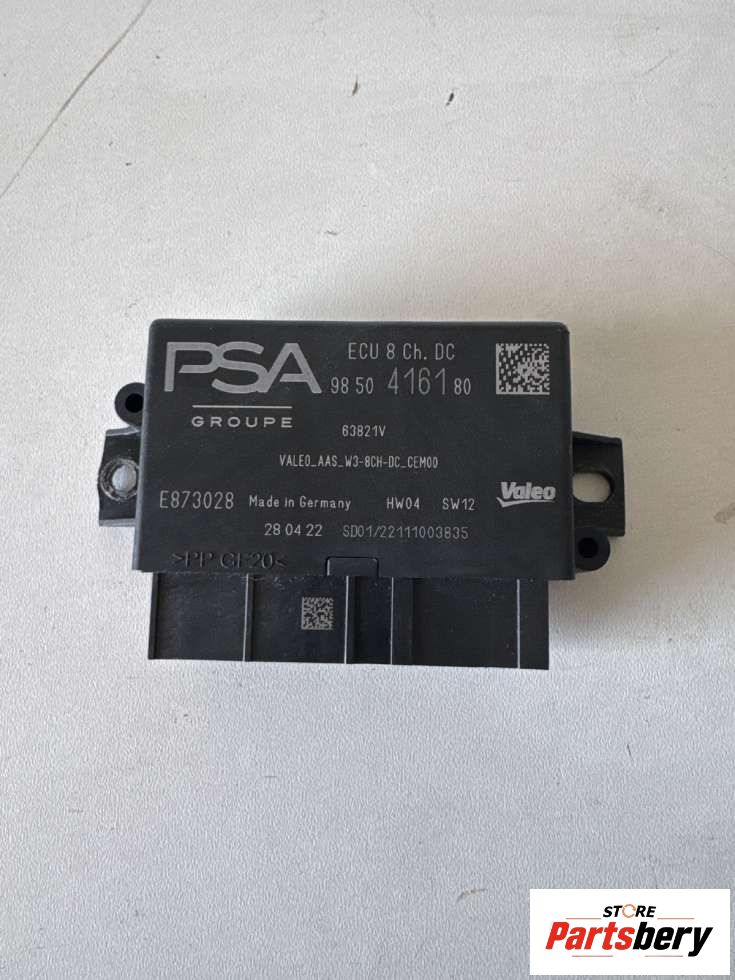 PSA
GROUPE
ECU 8 Ch. DC
98 50 4161 80
63821V
VALEO_AAS_W3-8CH-DC_CEM00
E873028 Made in Germany HW04 SW12 Valeo
28 04 22 SD01/22111003835
>PP GF20<
STORE
Partsbery